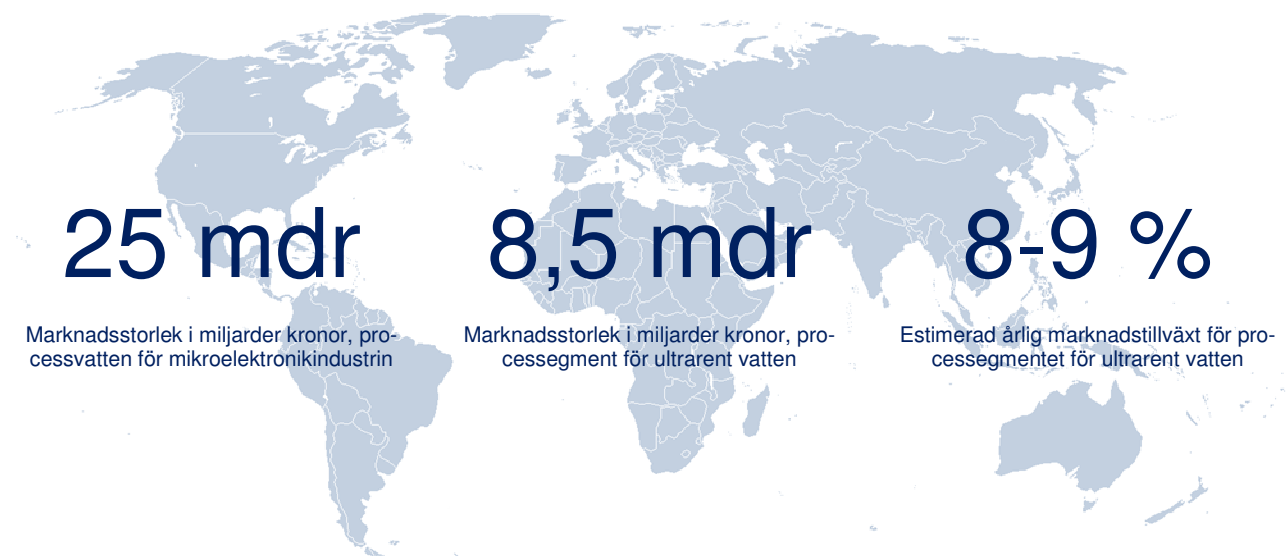 25 mdr
Marknadsstorlek i miljarder kronor, pro-
cessvatten för mikroelektronikindustrin
8,5 mdr
Marknadsstorlek i miljarder kronor, pro-
cessegment för ultrarent vatten
8-9 %
Estimerad årlig marknadstillväxt för pro-
cessegmentet för ultrarent vatten